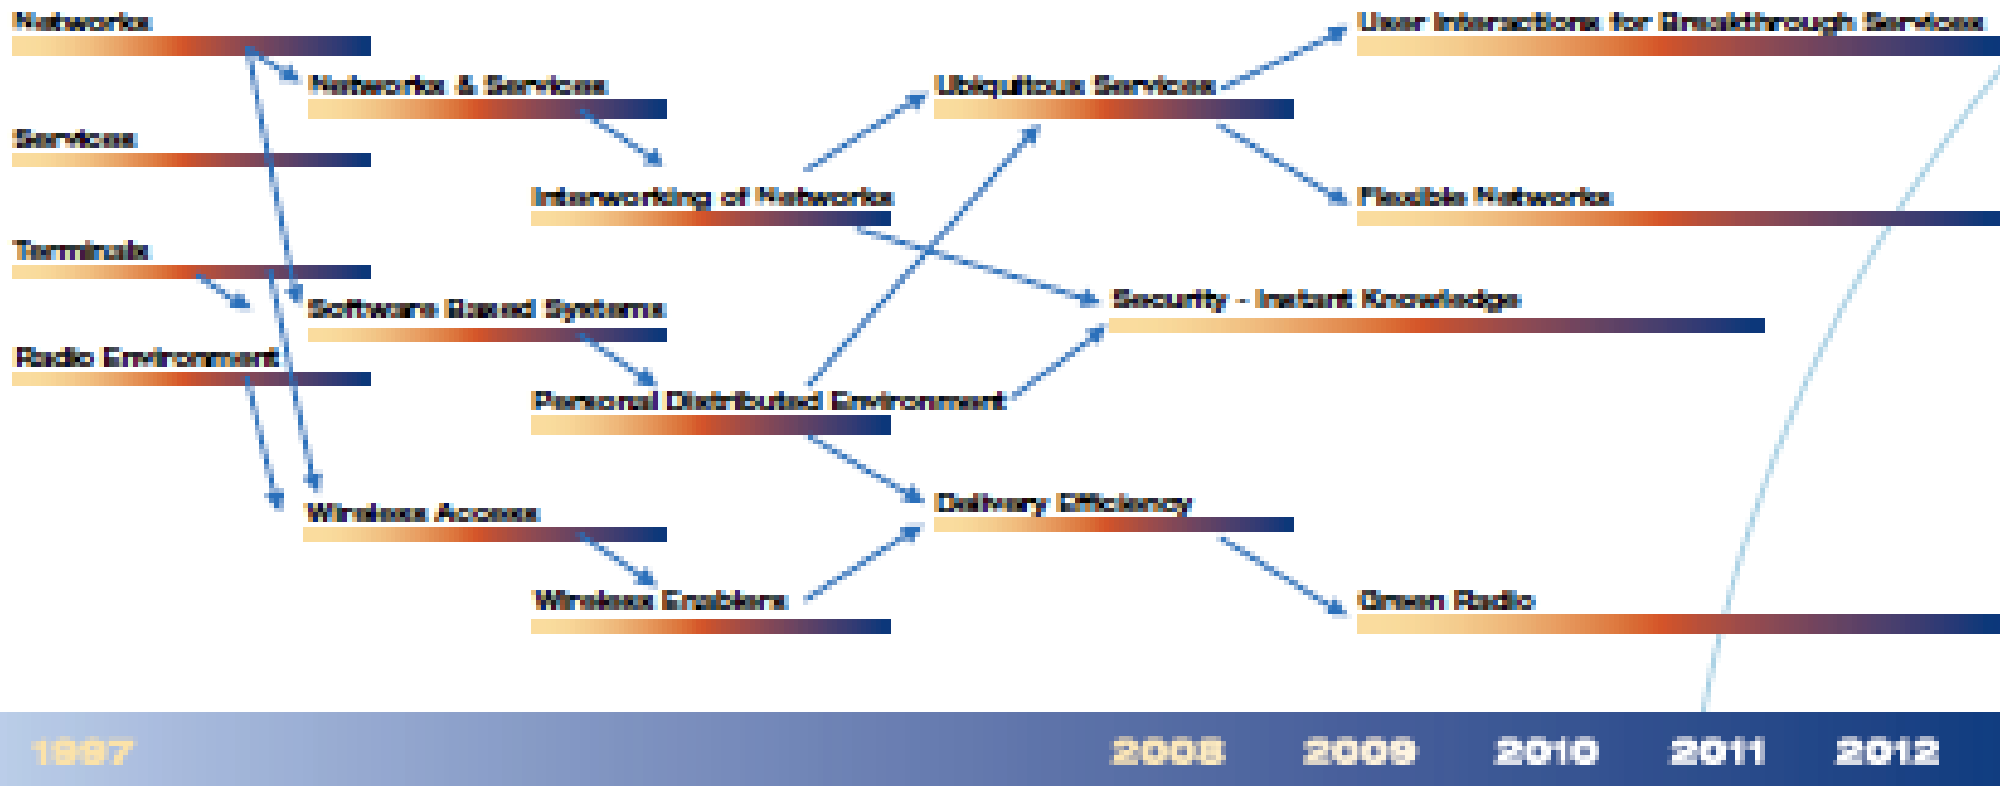 Networks
User Interactions for Breakthrough Services
Networks & Services
Ubiquitous Services
Services
Interworking of Networks
Flexible Networks
Terminals
Security - Instant Knowledge
Software Based Systems
Radio Environment
Personal Distributed Environment
Wireless Access
Delivery Efficiency
Wireless Enablers
Green Radio
1997
2008
2009
2010
2011
2012